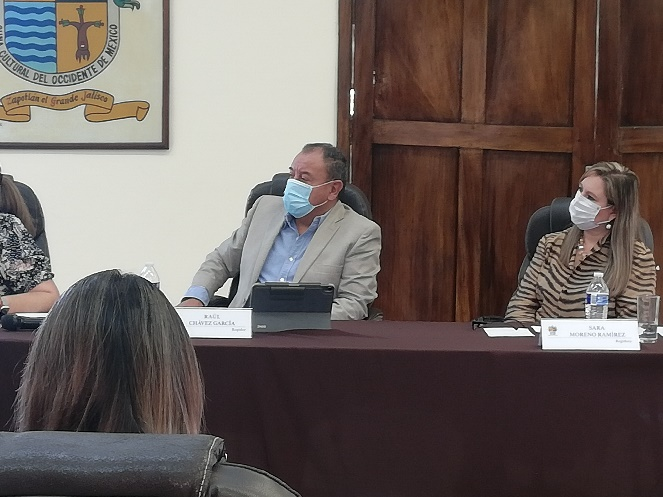 CULTURAL DEL OCCIDENTE DE MÉXICO
Zapotlán el Grande, Jalisco
RAÚL
CHÁVEZ GARCÍA
Regidor
SARA
MORENO RAMÍREZ
Regidora